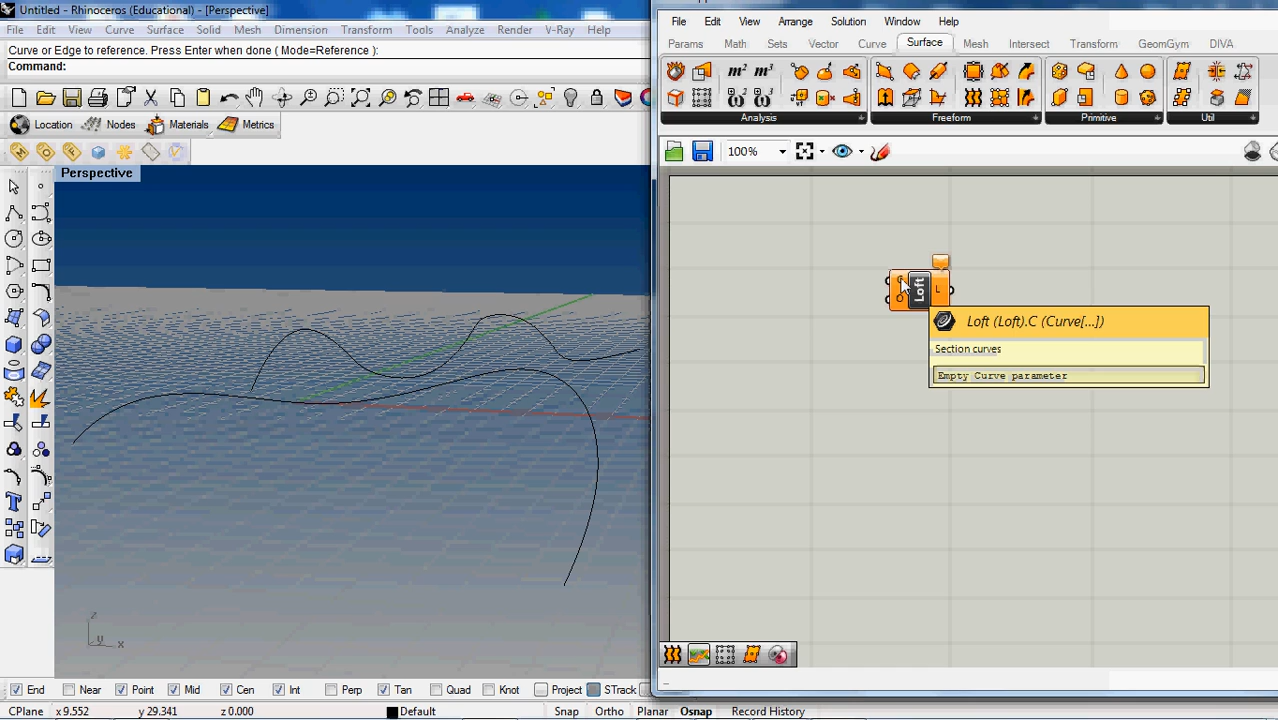 Untitled - Rhinoceros (Educational) - [Perspective]
File Edit View Curve Surface Solid Mesh Dimension Transform Tools Analyze Render V-Ray Help
Curve or Edge to reference. Press Enter when done ( Mode=Reference ):
Command:
Location Nodes Materials Metrics
Perspective
z
y x
End Near Point Mid Cen Int Perp Tan Quad Knot Project STrack
CPlane x 9.552 y 29.341 z 0.000 Default Snap Ortho Planar Osnap Record History
File Edit View Arrange Solution Window Help
Params Math Sets Vector Curve Surface Mesh Intersect Transform GeomGym DIVA
m² m³
Analysis Freeform Primitive Util
100%
Loft
L
O
Loft (Loft).C (Curve[...])
Section curves
Empty Curve parameter